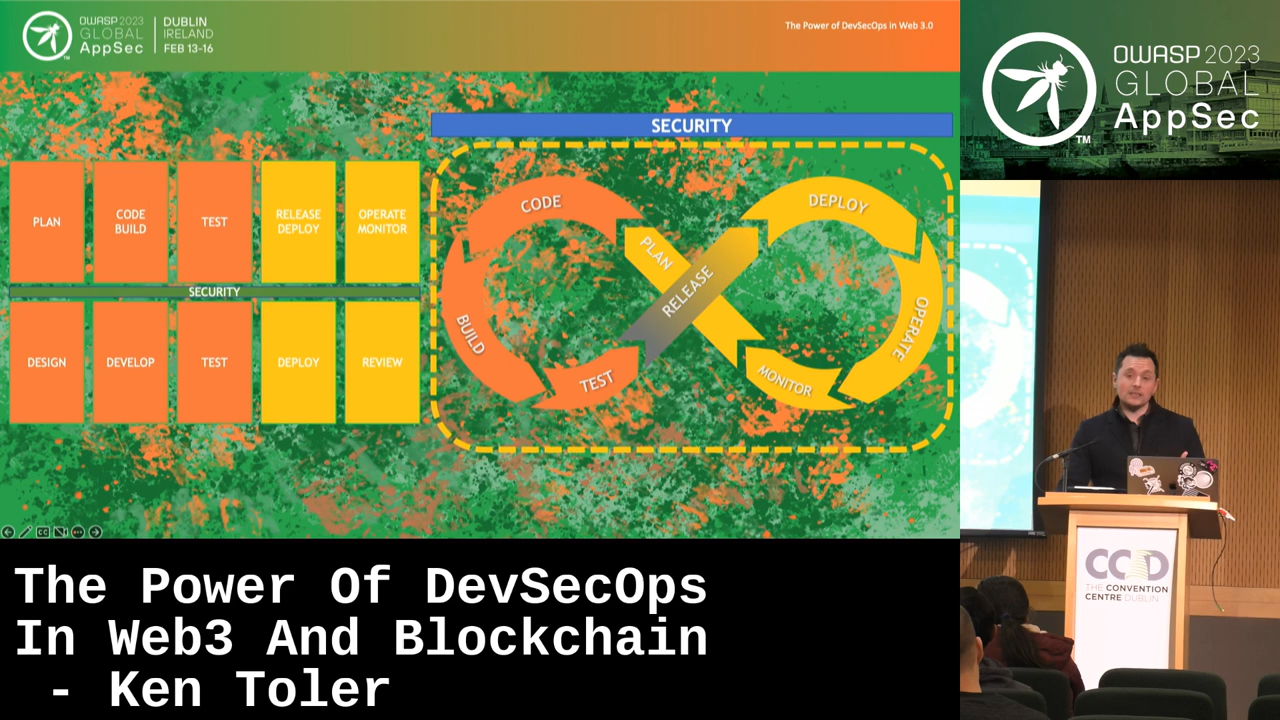 OWASP 2023
GLOBAL
AppSec
TM
DUBLIN
IRELAND
FEB 13-16
The Power of DevSecOps in Web 3.0
OWASP 2023
GLOBAL
AppSec
TM
SECURITY
PLAN
CODE
BUILD
TEST
RELEASE
DEPLOY
OPERATE
MONITOR
SECURITY
DESIGN
DEVELOP
TEST
DEPLOY
REVIEW
CODE
DEPLOY
PLAN
RELEASE
BUILD
OPERATE
TEST
MONITOR
CC
CCD
THE CONVENTION
CENTRE DUBLIN
The Power Of DevSecOps
In Web3 And Blockchain
- Ken Toler